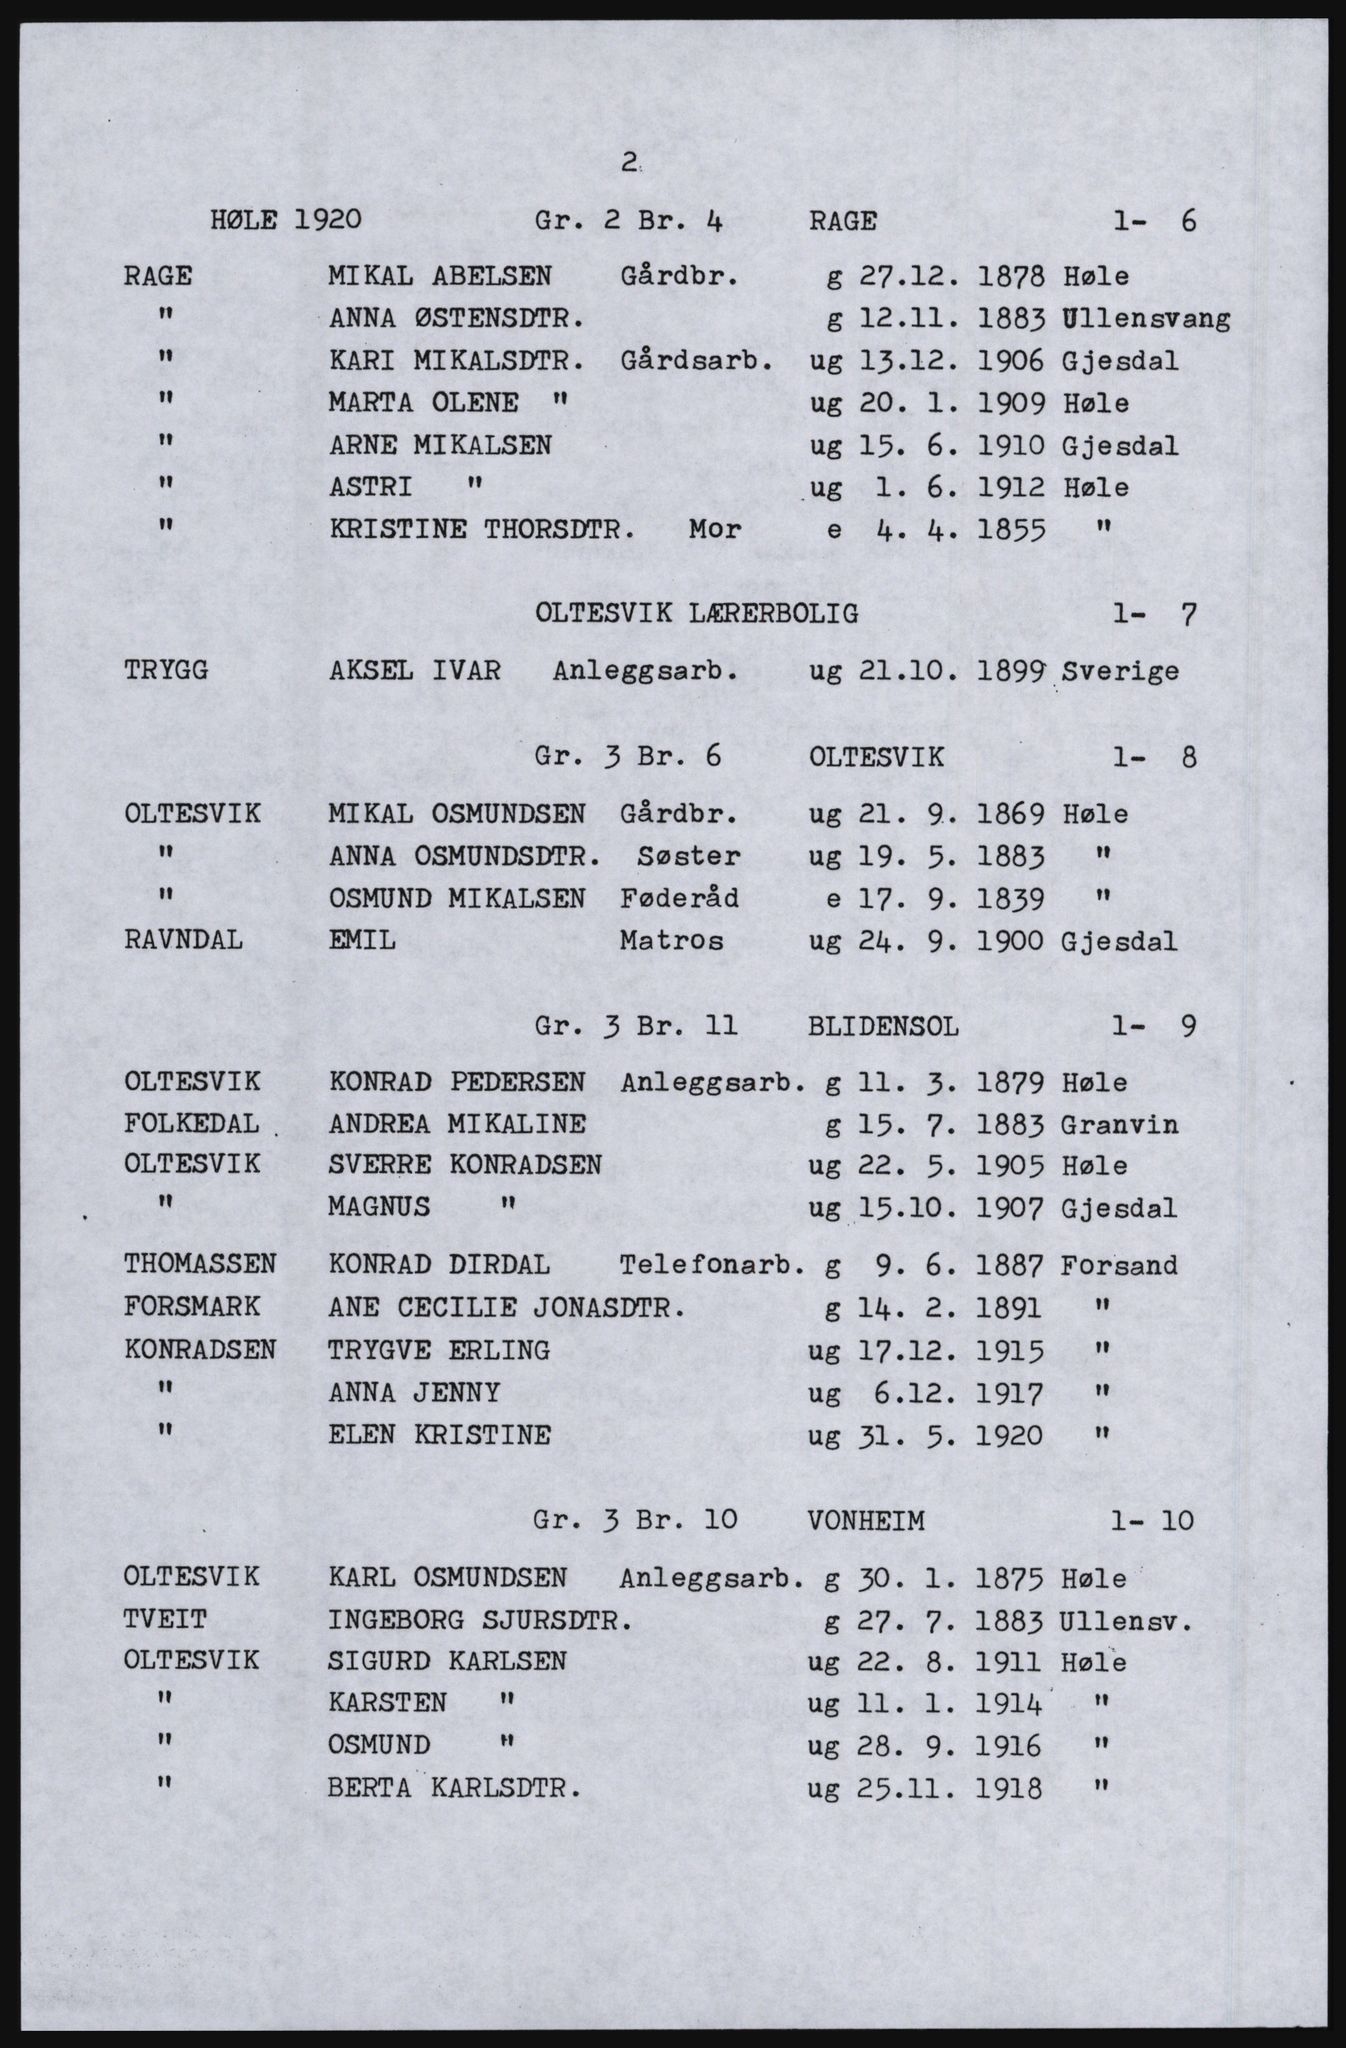 2
HØLE 1920 Gr. 2 Br. 4 RAGE 1- 6
RAGE MIKAL ABELSEN Gårdbr. g 27.12. 1878 Høle
" ANNA ØSTENSDTR. g 12.11. 1883 Ullensvang
" KARI MIKALSDTR. Gårdsarb. ug 13.12. 1906 Gjesdal
" MARTA OLENE " ug 20. 1. 1909 Høle
" ARNE MIKALSEN ug 15. 6. 1910 Gjesdal
" ASTRI " ug 1. 6. 1912 Høle
" KRISTINE THORSDTR. Mor e 4. 4. 1855 "
OLTESVIK LÆRERBOLIG 1- 7
TRYGG AKSEL IVAR Anleggsarb. ug 21.10. 1899 Sverige
Gr. 3 Br. 6 OLTESVIK 1- 8
OLTESVIK MIKAL OSMUNDSEN Gårdbr. ug 21. 9. 1869 Høle
" ANNA OSMUNDSDTR. Søster ug 19. 5. 1883 "
" OSMUND MIKALSEN Føderåd e 17. 9. 1839 "
RAVNDAL EMIL Matros ug 24. 9. 1900 Gjesdal
Gr. 3 Br. 11 BLIDENSOL 1- 9
OLTESVIK KONRAD PEDERSEN Anleggsarb. g 11. 3. 1879 Høle
FOLKEDAL ANDREA MIKALINE g 15. 7. 1883 Granvin
OLTESVIK SVERRE KONRADSEN ug 22. 5. 1905 Høle
" MAGNUS " ug 15.10. 1907 Gjesdal
THOMASSEN KONRAD DIRDAL Telefonarb. g 9. 6. 1887 Forsand
FORSMARK ANE CECILIE JONASDTR. g 14. 2. 1891 "
KONRADSEN TRYGVE ERLING ug 17.12. 1915 "
" ANNA JENNY ug 6.12. 1917 "
" ELEN KRISTINE ug 31. 5. 1920 "
Gr. 3 Br. 10 VONHEIM 1- 10
OLTESVIK KARL OSMUNDSEN Anleggsarb. g 30. 1. 1875 Høle
TVEIT INGEBORG SJURSDTR. g 27. 7. 1883 Ullensv.
OLTESVIK SIGURD KARLSEN ug 22. 8. 1911 Høle
" KARSTEN " ug 11. 1. 1914 "
" OSMUND " ug 28. 9. 1916 "
" BERTA KARLSDTR. ug 25.11. 1918 "